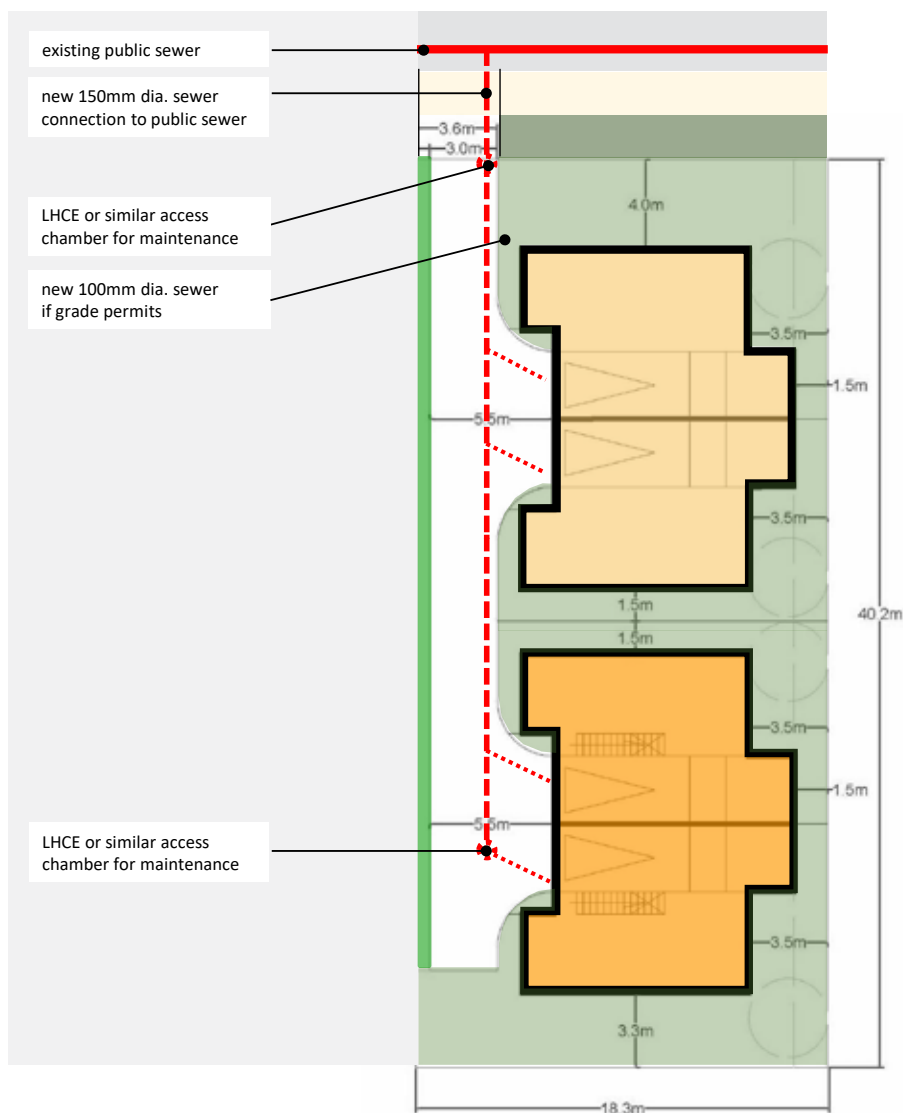 existing public sewer
new 150mm dia. sewer
connection to public sewer
3.6m
3.0m
LHCE or similar access
chamber for maintenance
4.0m
new 100mm dia. sewer
if grade permits
3.5m
1.5m
5.5m
3.5m
1.5m
40.2m
1.5m
3.5m
1.5m
5.5m
LHCE or similar access
chamber for maintenance
3.5m
3.3m
18.3m